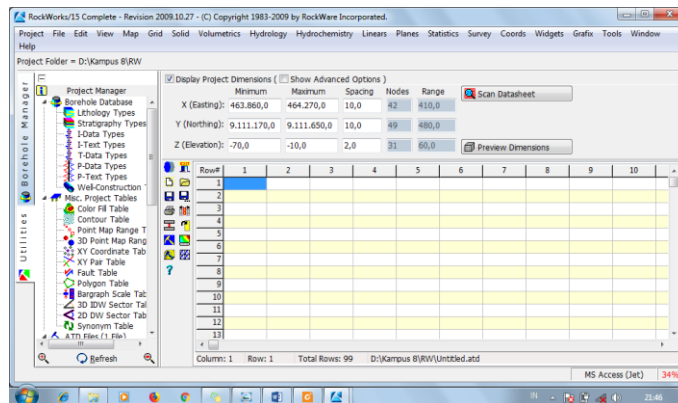 RockWorks/15 Complete - Revision 2009.10.27 - (C) Copyright 1983-2009 by RockWare Incorporated.
Project File Edit View Map Grid Solid Volumetrics Hydrology Hydrochemistry Linears Planes Statistics Survey Coords Widgets Grafix Tools Window
Help
Project Folder = D:\Kampus 8\RW
Borehole Manager
Utilities
Project Manager
Borehole Database
Lithology Types
Stratigraphy Types
I-Data Types
I-Text Types
T-Data Types
P-Data Types
P-Text Types
Well-Construction
Misc. Project Tables
Color Fill Table
Contour Table
Point Map Range T
3D Point Map Rang
XY Coordinate Tab
XY Pair Table
Fault Table
Polygon Table
Bargraph Scale Tab
3D IDW Sector Tal
2D DW Sector Tab
Synonym Table
ATD Files (1 File)
Refresh
Display Project Dimensions ( Show Advanced Options )
Minimum Maximum Spacing Nodes Range
X (Easting): 463.860,0 464.270,0 10,0 42 410,0
Y (Northing): 9.111.170,0 9.111.650,0 10,0 49 480,0
Z (Elevation): -70,0 -10,0 2,0 31 60,0
Scan Datasheet
Preview Dimensions
Row# 1 2 3 4 5 6 7 8 9 10
1
2
3
4
5
6
7
8
9
10
11
12
13
Column: 1 Row: 1 Total Rows: 99 D:\Kampus 8\RW\Untitled.atd
MS Access (Jet) 34%
IN 21:46